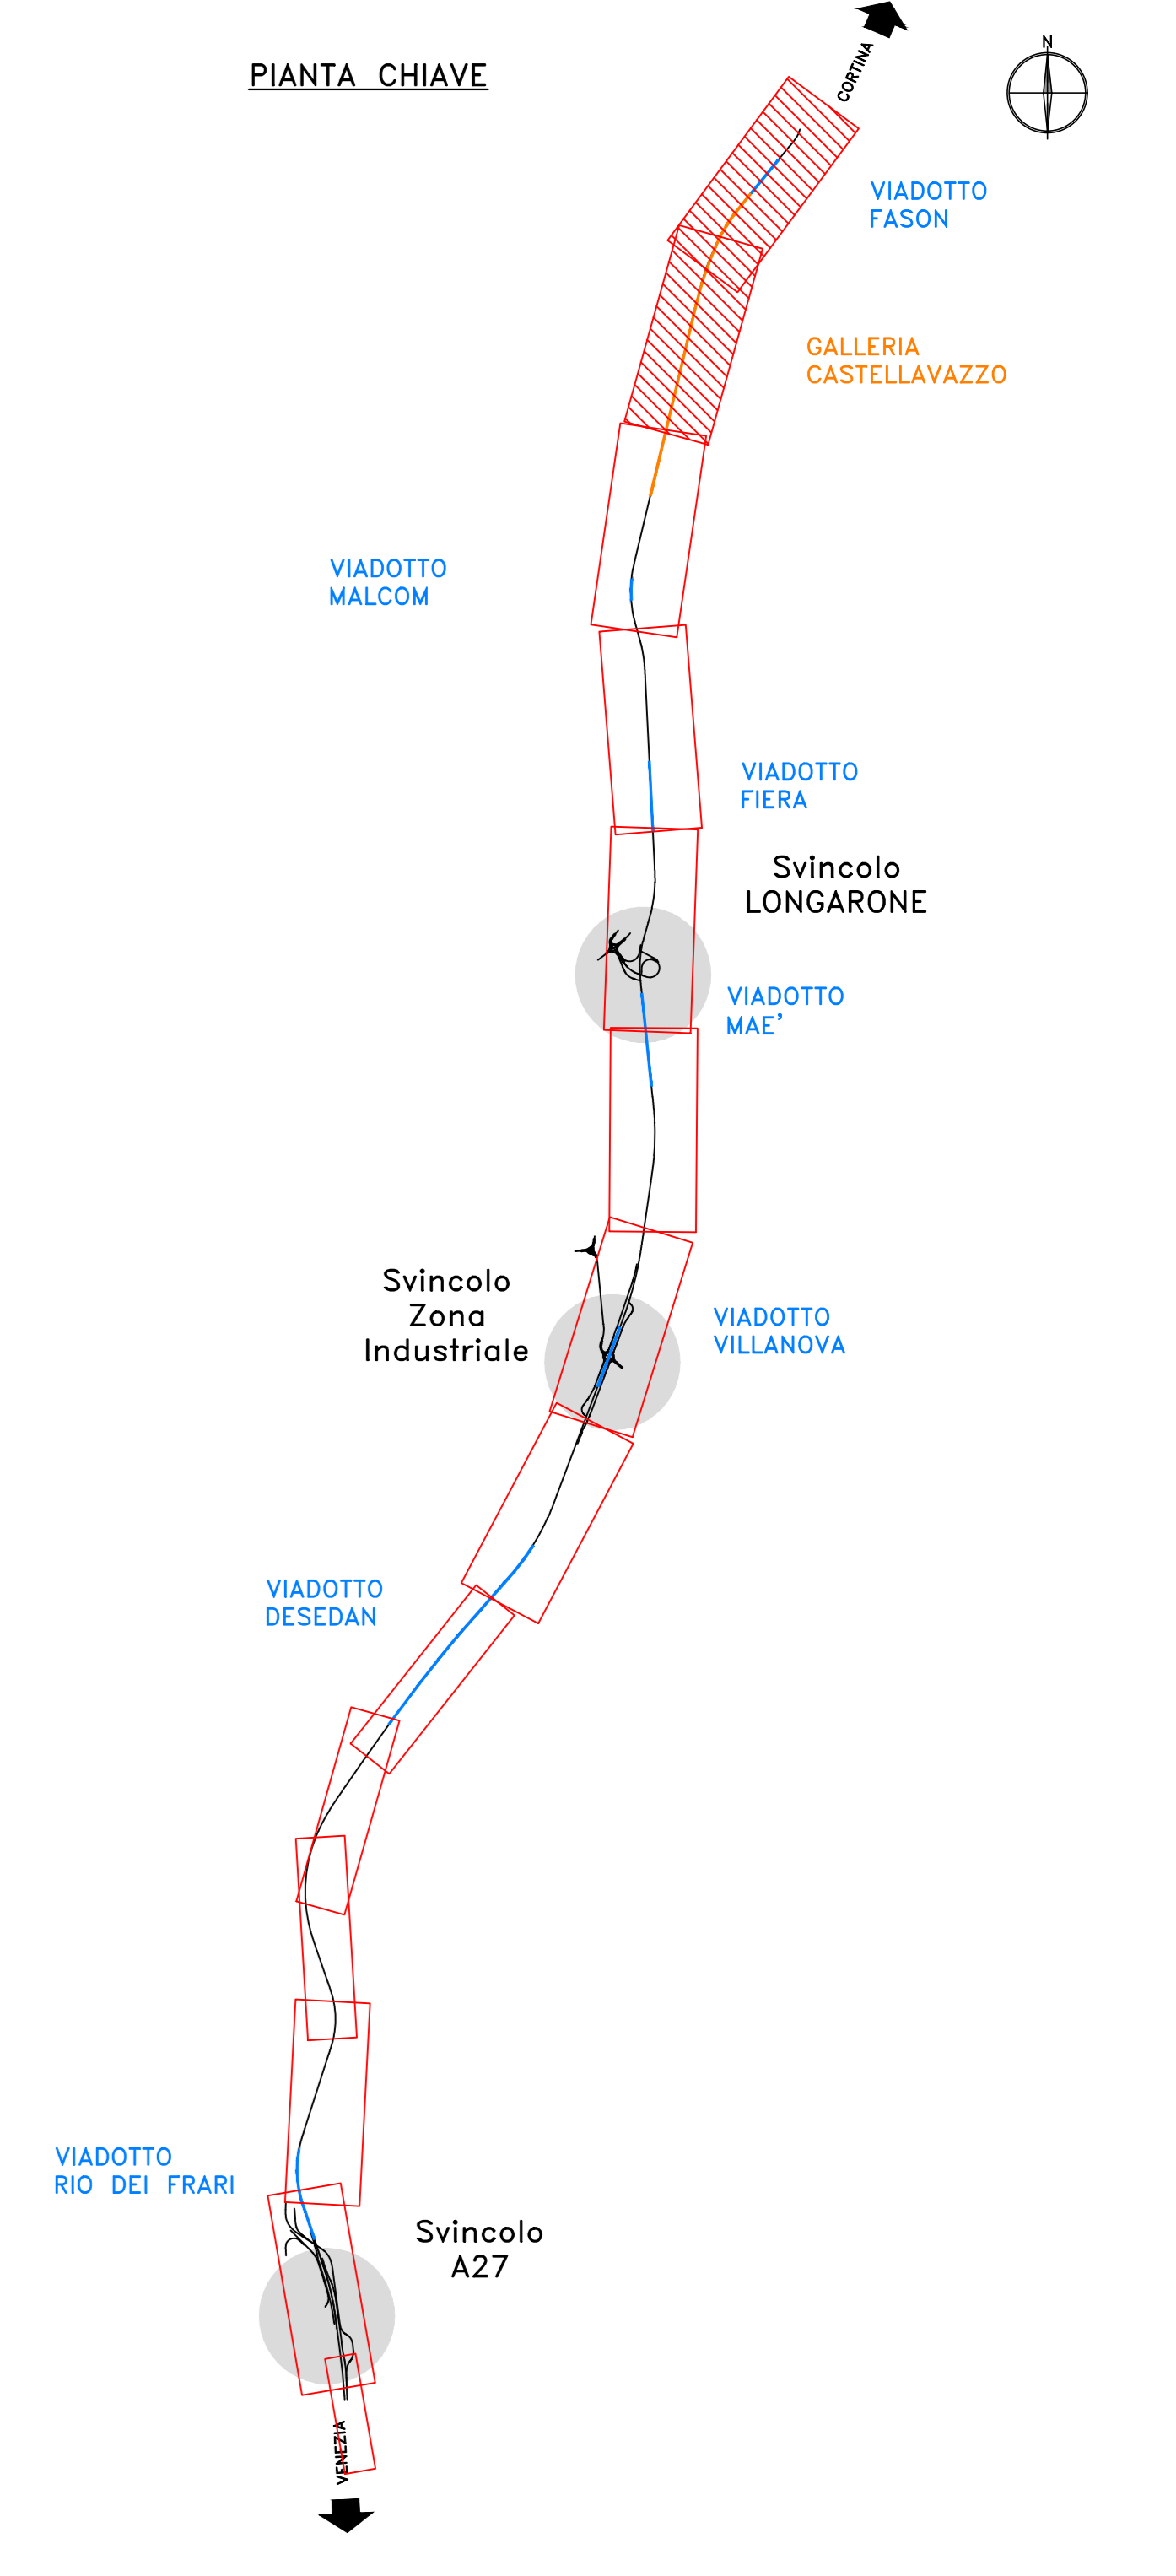 CORTINA
N
PIANTA CHIAVE
VIADOTTO
FASON
GALLERIA
CASTELLAVAZZO
VIADOTTO
MALCOM
VIADOTTO
FIERA
Svincolo
LONGARONE
VIADOTTO
MAE'
Svincolo
Zona
Industriale
VIADOTTO
VILLANOVA
VIADOTTO
DESEDAN
VIADOTTO
RIO DEI FRARI
Svincolo
A27
VENEZIA